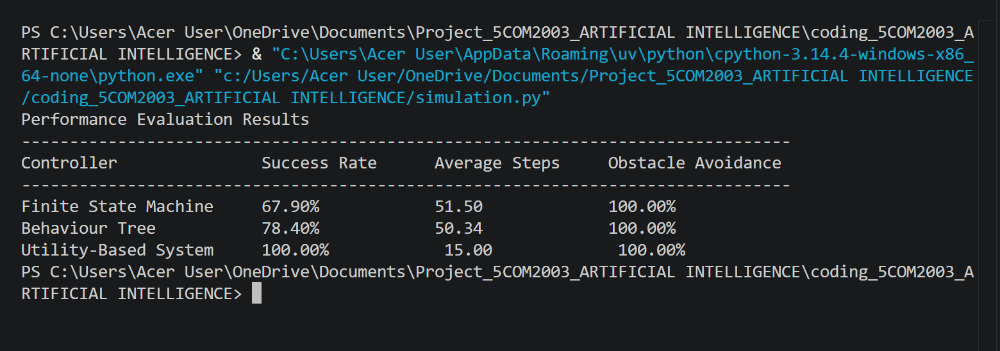 PS C:\Users\Acer User\OneDrive\Documents\Project_5COM2003_ARTIFICIAL INTELLIGENCE\coding_5COM2003_A
RTIFICIAL INTELLIGENCE> & "C:\Users\Acer User\AppData\Roaming\uv\python\cpython-3.14.4-windows-x86_
64-none\python.exe" "c:/Users/Acer User/OneDrive/Documents/Project_5COM2003_ARTIFICIAL INTELLIGENCE
/coding_5COM2003_ARTIFICIAL INTELLIGENCE/simulation.py"
Performance Evaluation Results
--------------------------------------------------------------------------------
Controller               Success Rate      Average Steps     Obstacle Avoidance
--------------------------------------------------------------------------------
Finite State Machine     67.90%            51.50             100.00%
Behaviour Tree           78.40%            50.34             100.00%
Utility-Based System     100.00%            15.00             100.00%
PS C:\Users\Acer User\OneDrive\Documents\Project_5COM2003_ARTIFICIAL INTELLIGENCE\coding_5COM2003_A
RTIFICIAL INTELLIGENCE>